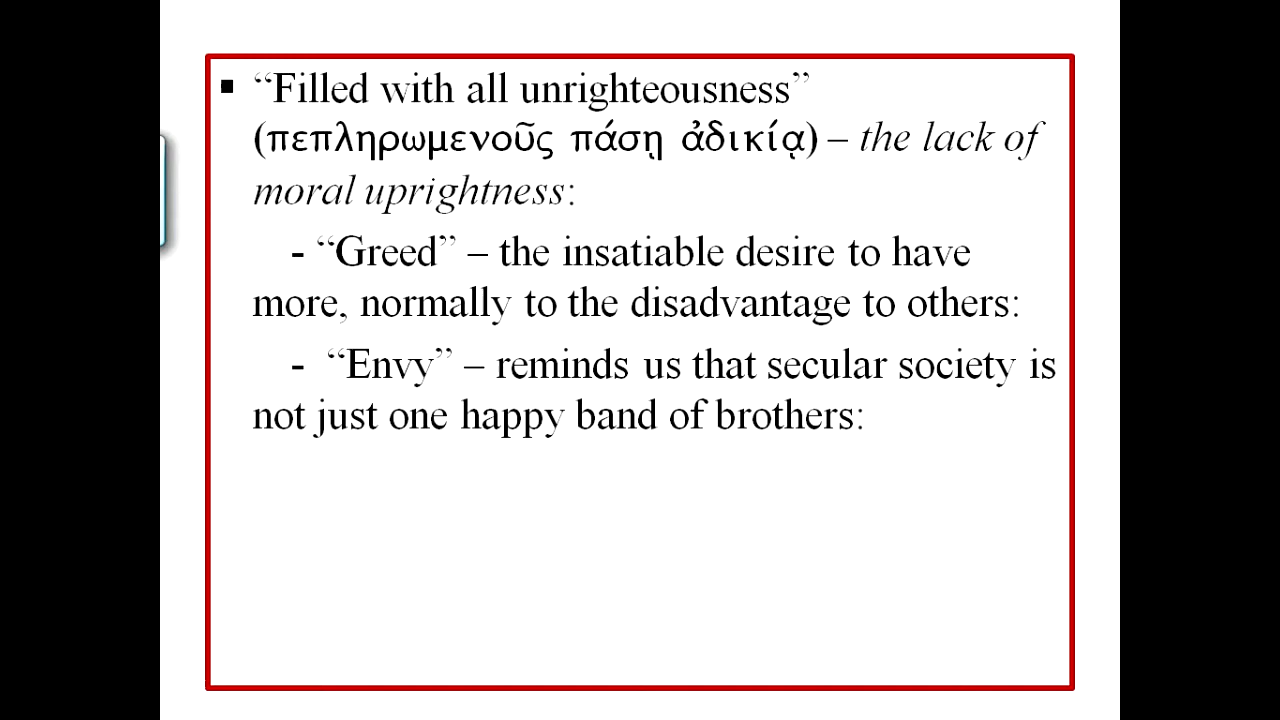 ▪ “Filled with all unrighteousness”
(πεπληρωμενοῦς πάσῃ ἀδικίᾳ) – the lack of
moral uprightness:
- “Greed” – the insatiable desire to have
more, normally to the disadvantage to others:
- “Envy” – reminds us that secular society is
not just one happy band of brothers: